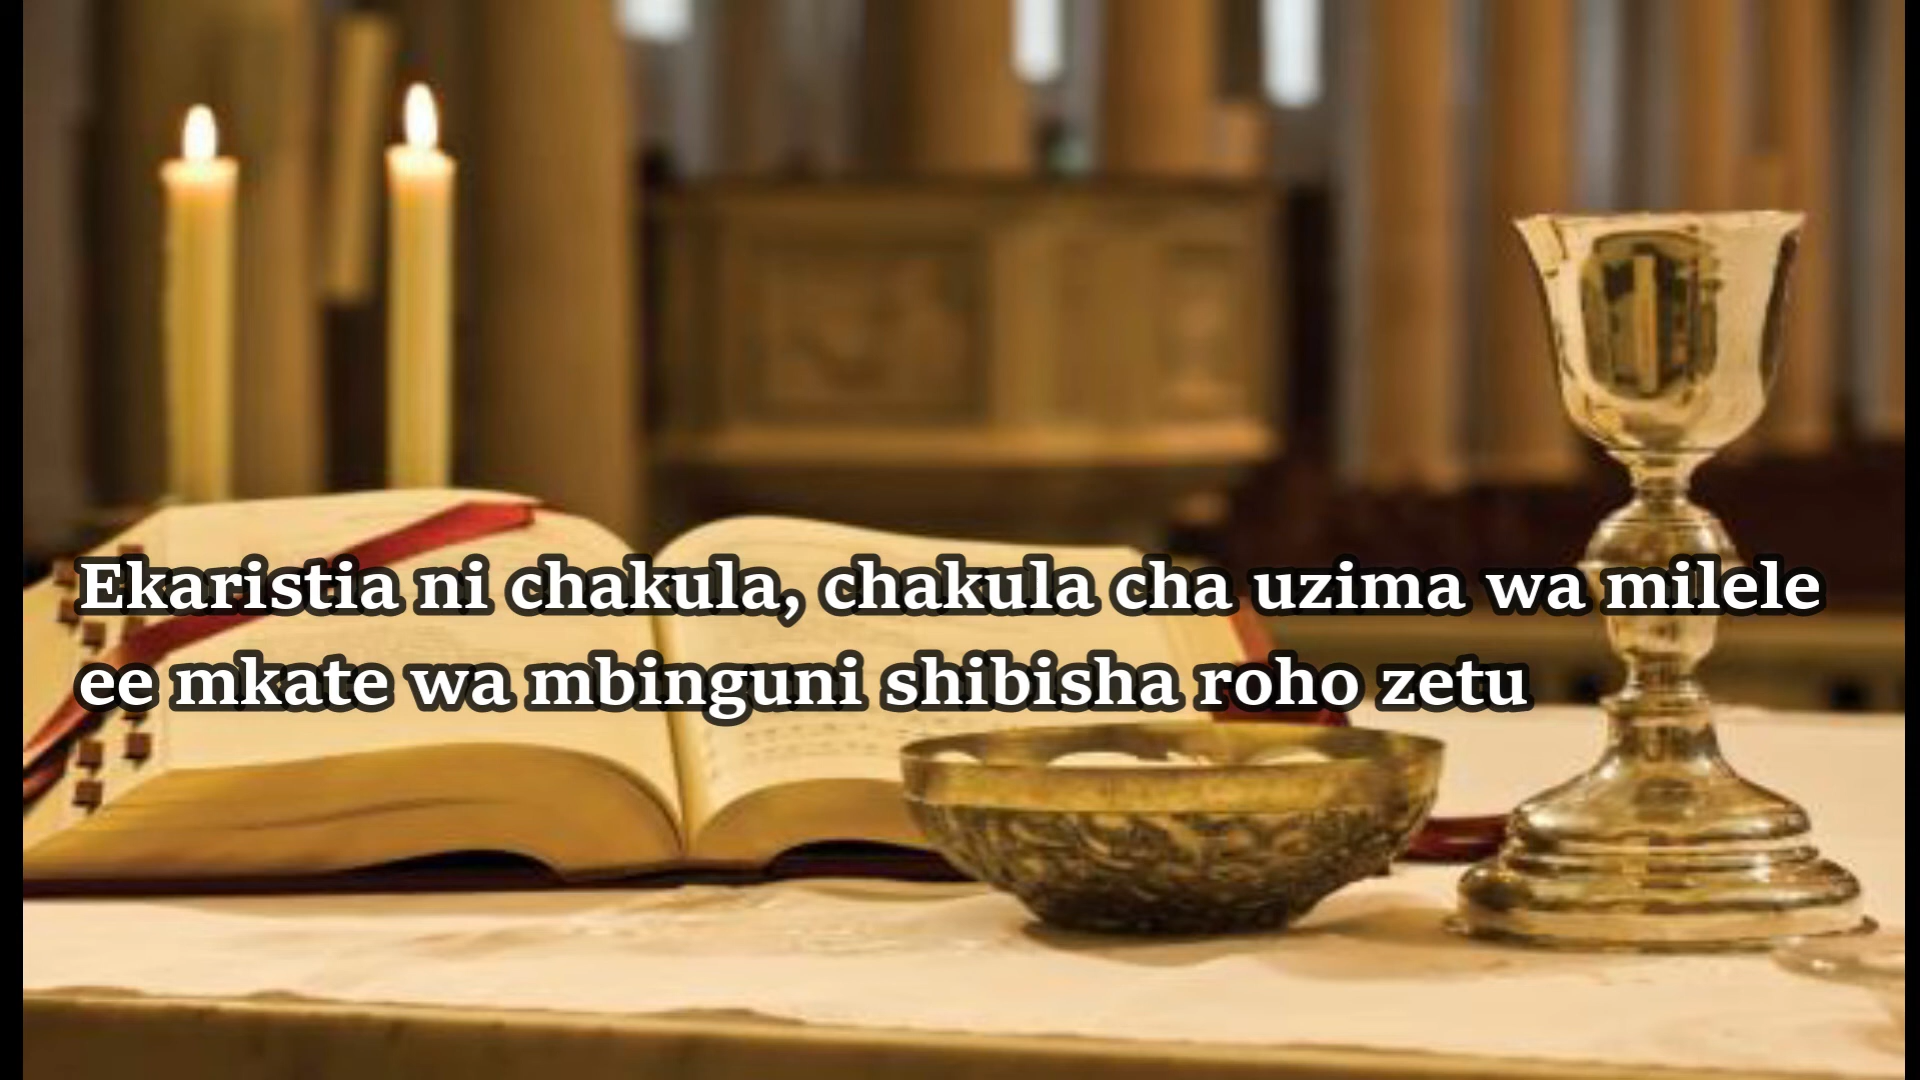 Ekaristia ni chakula, chakula cha uzima wa milele
ee mkate wa mbinguni shibisha roho zetu